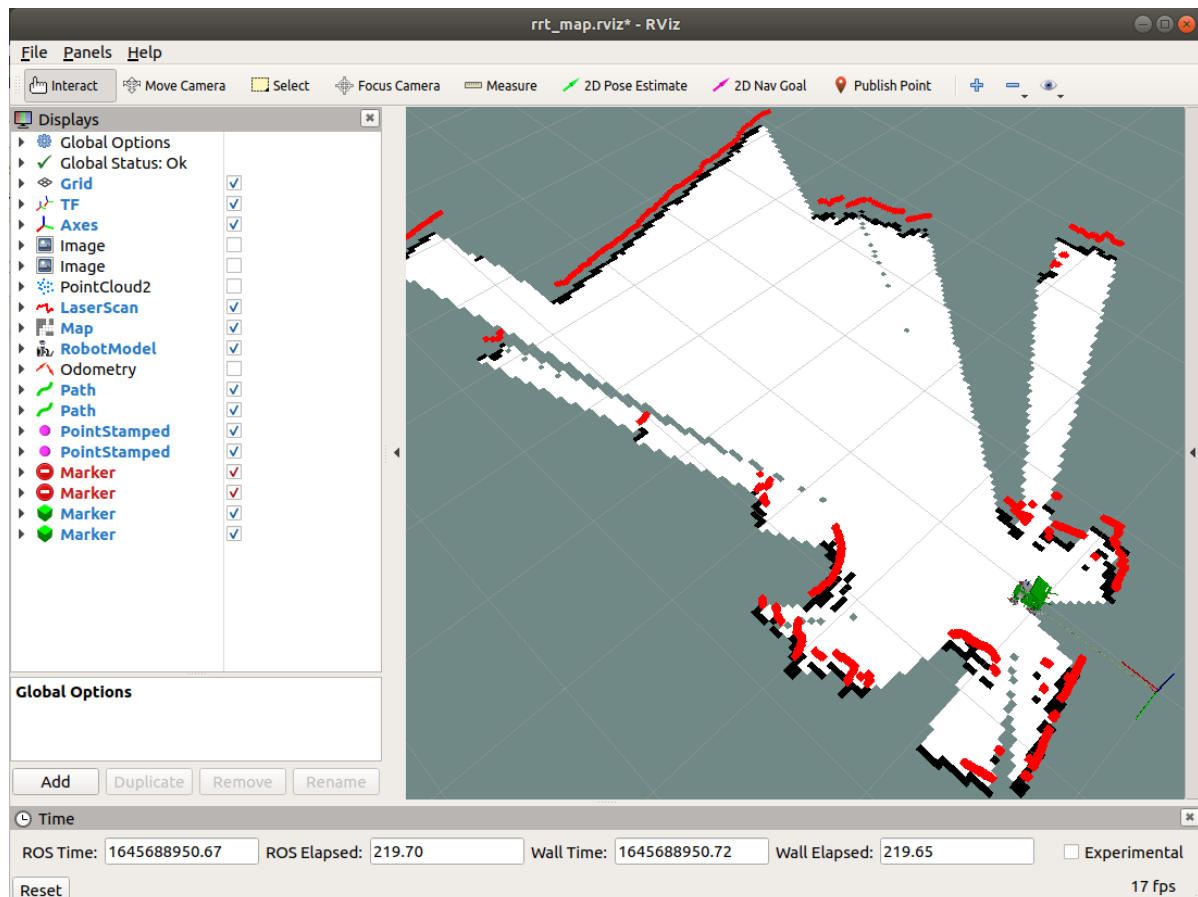 rrt_map.rviz* - RViz
File Panels Help
Interact Move Camera Select Focus Camera Measure 2D Pose Estimate 2D Nav Goal Publish Point
Displays
Global Options
Global Status: Ok
Grid
TF
Axes
Image
Image
PointCloud2
LaserScan
Map
RobotModel
Odometry
Path
Path
PointStamped
PointStamped
Marker
Marker
Marker
Marker
Global Options
Add Duplicate Remove Rename
Time
ROS Time: 1645688950.67 ROS Elapsed: 219.70 Wall Time: 1645688950.72 Wall Elapsed: 219.65 Experimental
Reset 17 fps